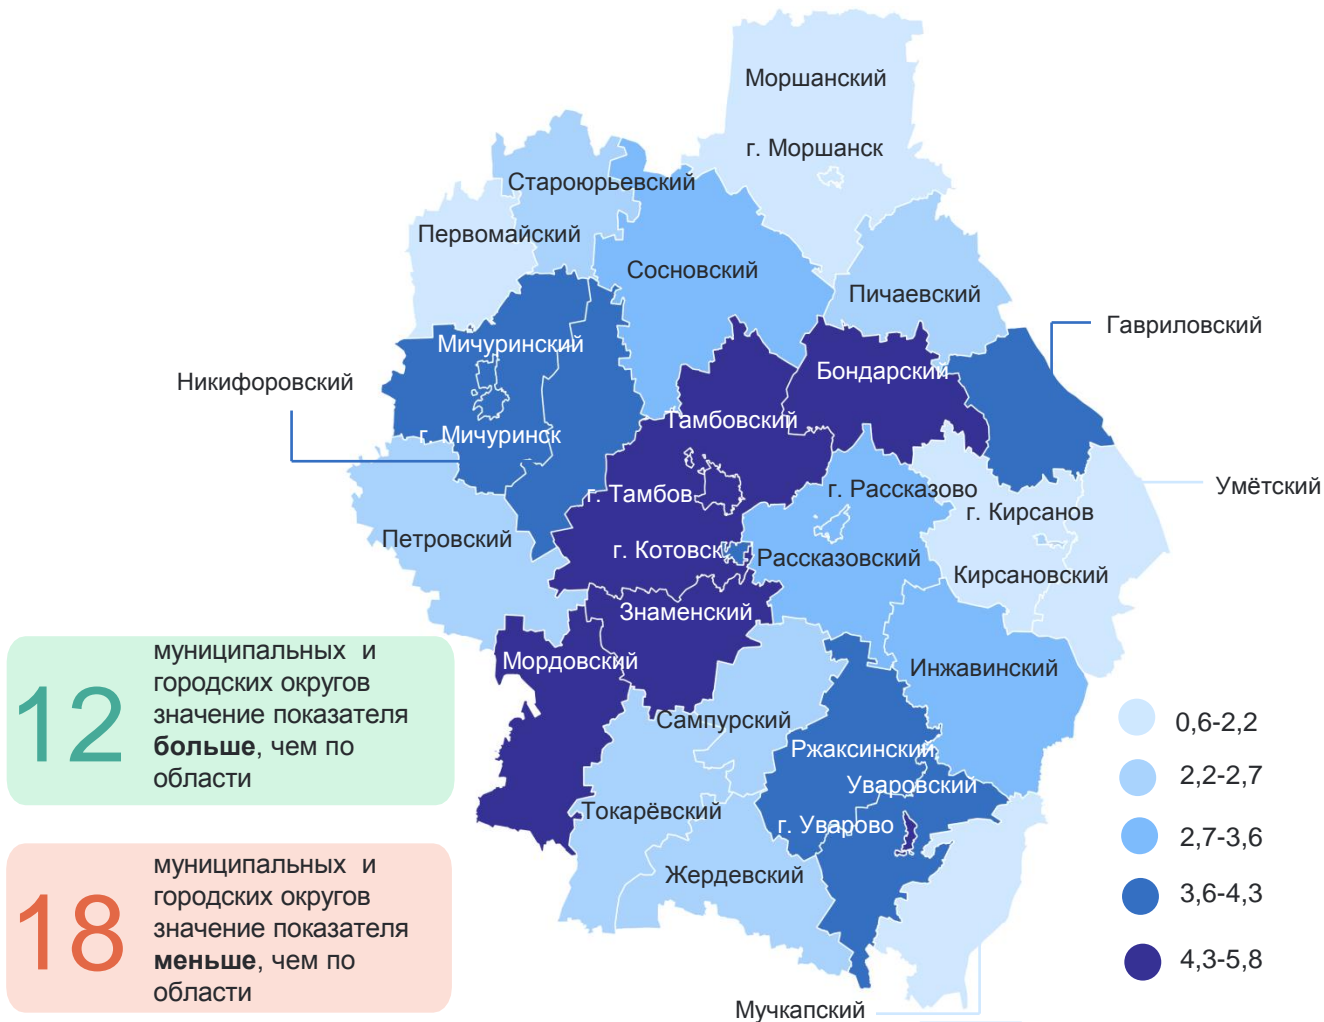 Моршанский
г. Моршанск
Староюрьевский
Первомайский
Сосновский
Пичаевский
Гавриловский
Мичуринский
Бондарский
Никифоровский
Тамбовский
г. Мичуринск
Умётский
г. Рассказово
г. Тамбов
г. Кирсанов
Петровский
г. Котовск
Рассказовский
Кирсановский
Знаменский
Мордовский
Инжавинский
Сампурский
Ржаксинский
Уваровский
Токарёвский
г. Уварово
Жердевский
Мучкапский
12
муниципальных и
городских округов
значение показателя
больше, чем по
области
18
муниципальных и
городских округов
значение показателя
меньше, чем по
области
0,6-2,2
2,2-2,7
2,7-3,6
3,6-4,3
4,3-5,8